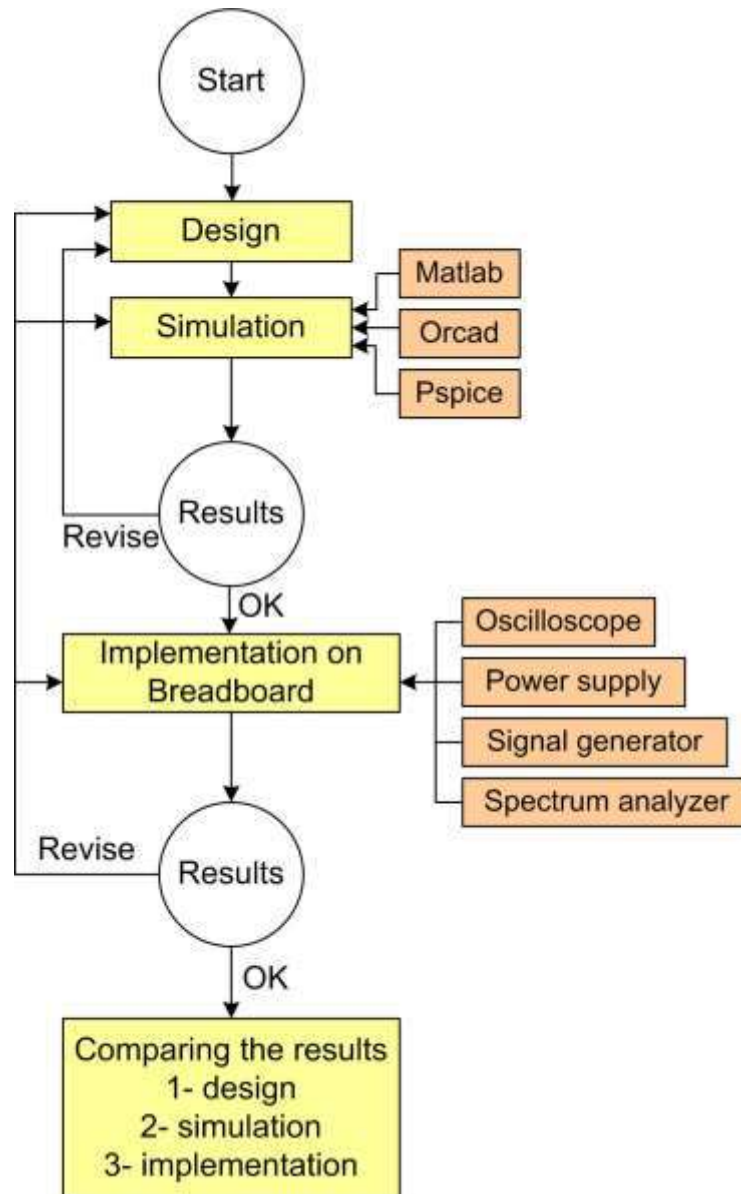 Start
Design
Simulation
Matlab
Orcad
Pspice
Results
Revise
OK
Implementation on
Breadboard
Oscilloscope
Power supply
Signal generator
Spectrum analyzer
Results
Revise
OK
Comparing the results
1- design
2- simulation
3- implementation